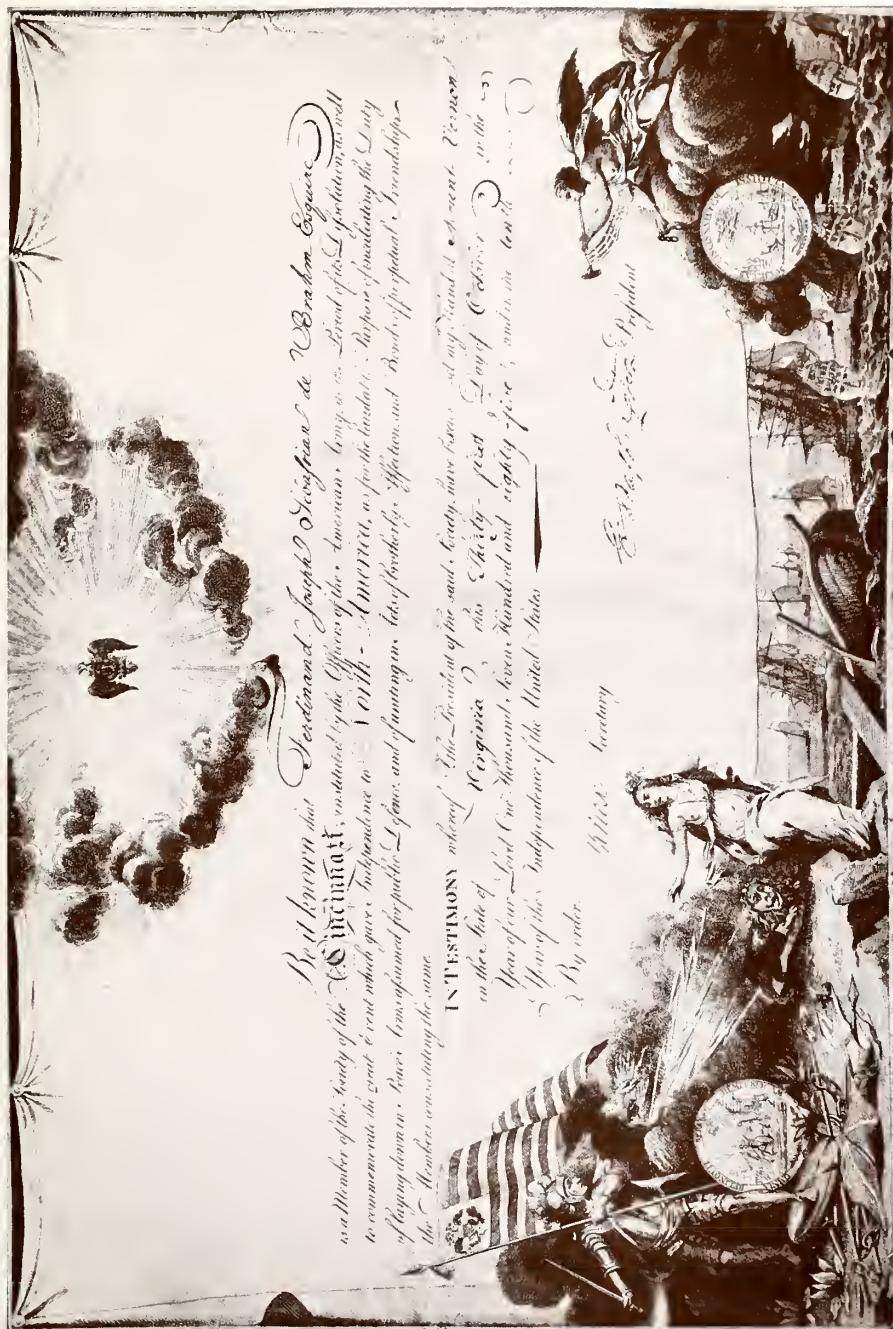 Be it known that Ferdinand Joseph Sebastian de Brahm Esquire
is a Member of the Society of the Cincinnati, instituted by the Officers of the American Army, at the Period of its Dissolution, as well
to commemorate the great Event which gave Independence to North-America, as for the laudable Purpose of inculcating the Duty
of laying down in Peace Arms assumed for public Defence, and of uniting in Acts of brotherly Affection, and Bonds of perpetual Friendship
the Members constituting the same.
IN TESTIMONY whereof I, the President of the said Society, have hereunto set my Hand at Mount Vernon
in the State of Virginia this Thirty-first Day of October in the
Year of our Lord One Thousand Seven Hundred and eighty five, and in the tenth
Year of the Independence of the United States
By order,
Secretary
President